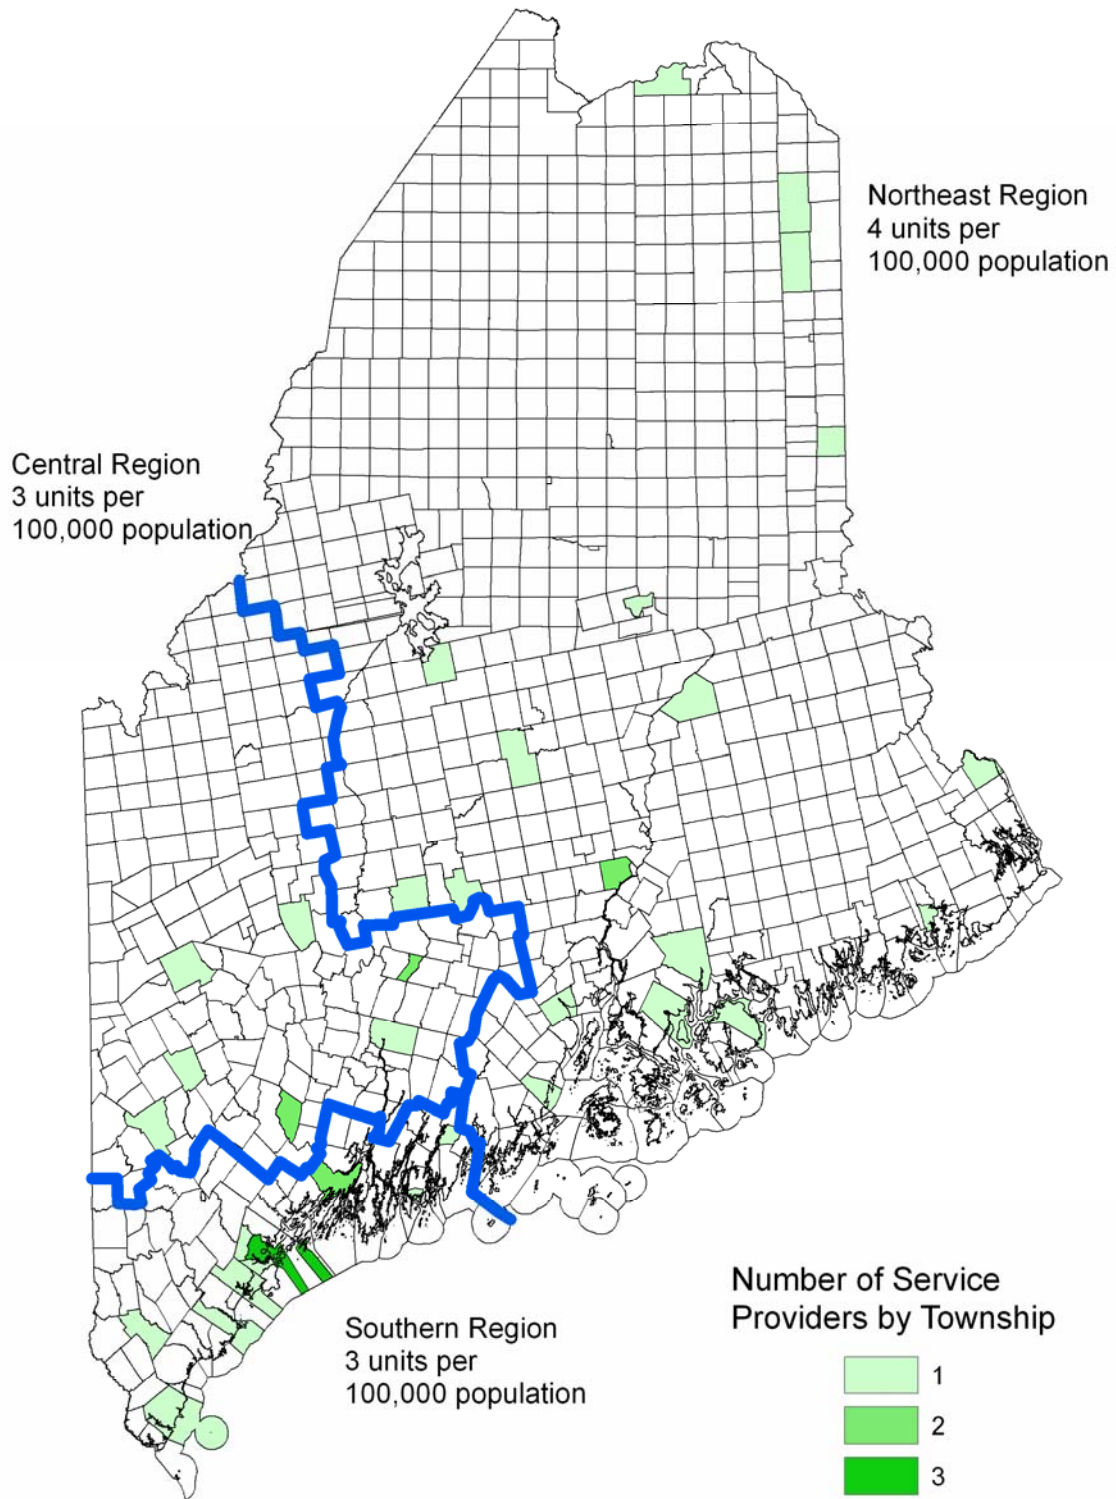 Northeast Region
4 units per
100,000 population
Central Region
3 units per
100,000 population
Southern Region
3 units per
100,000 population
Number of Service
Providers by Township
1
2
3